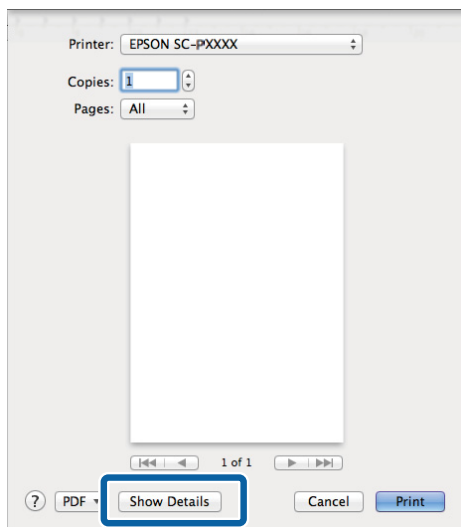 Printer: EPSON SC-PXXXX
Copies: 1
Pages: All
1 of 1
? PDF Show Details Cancel Print